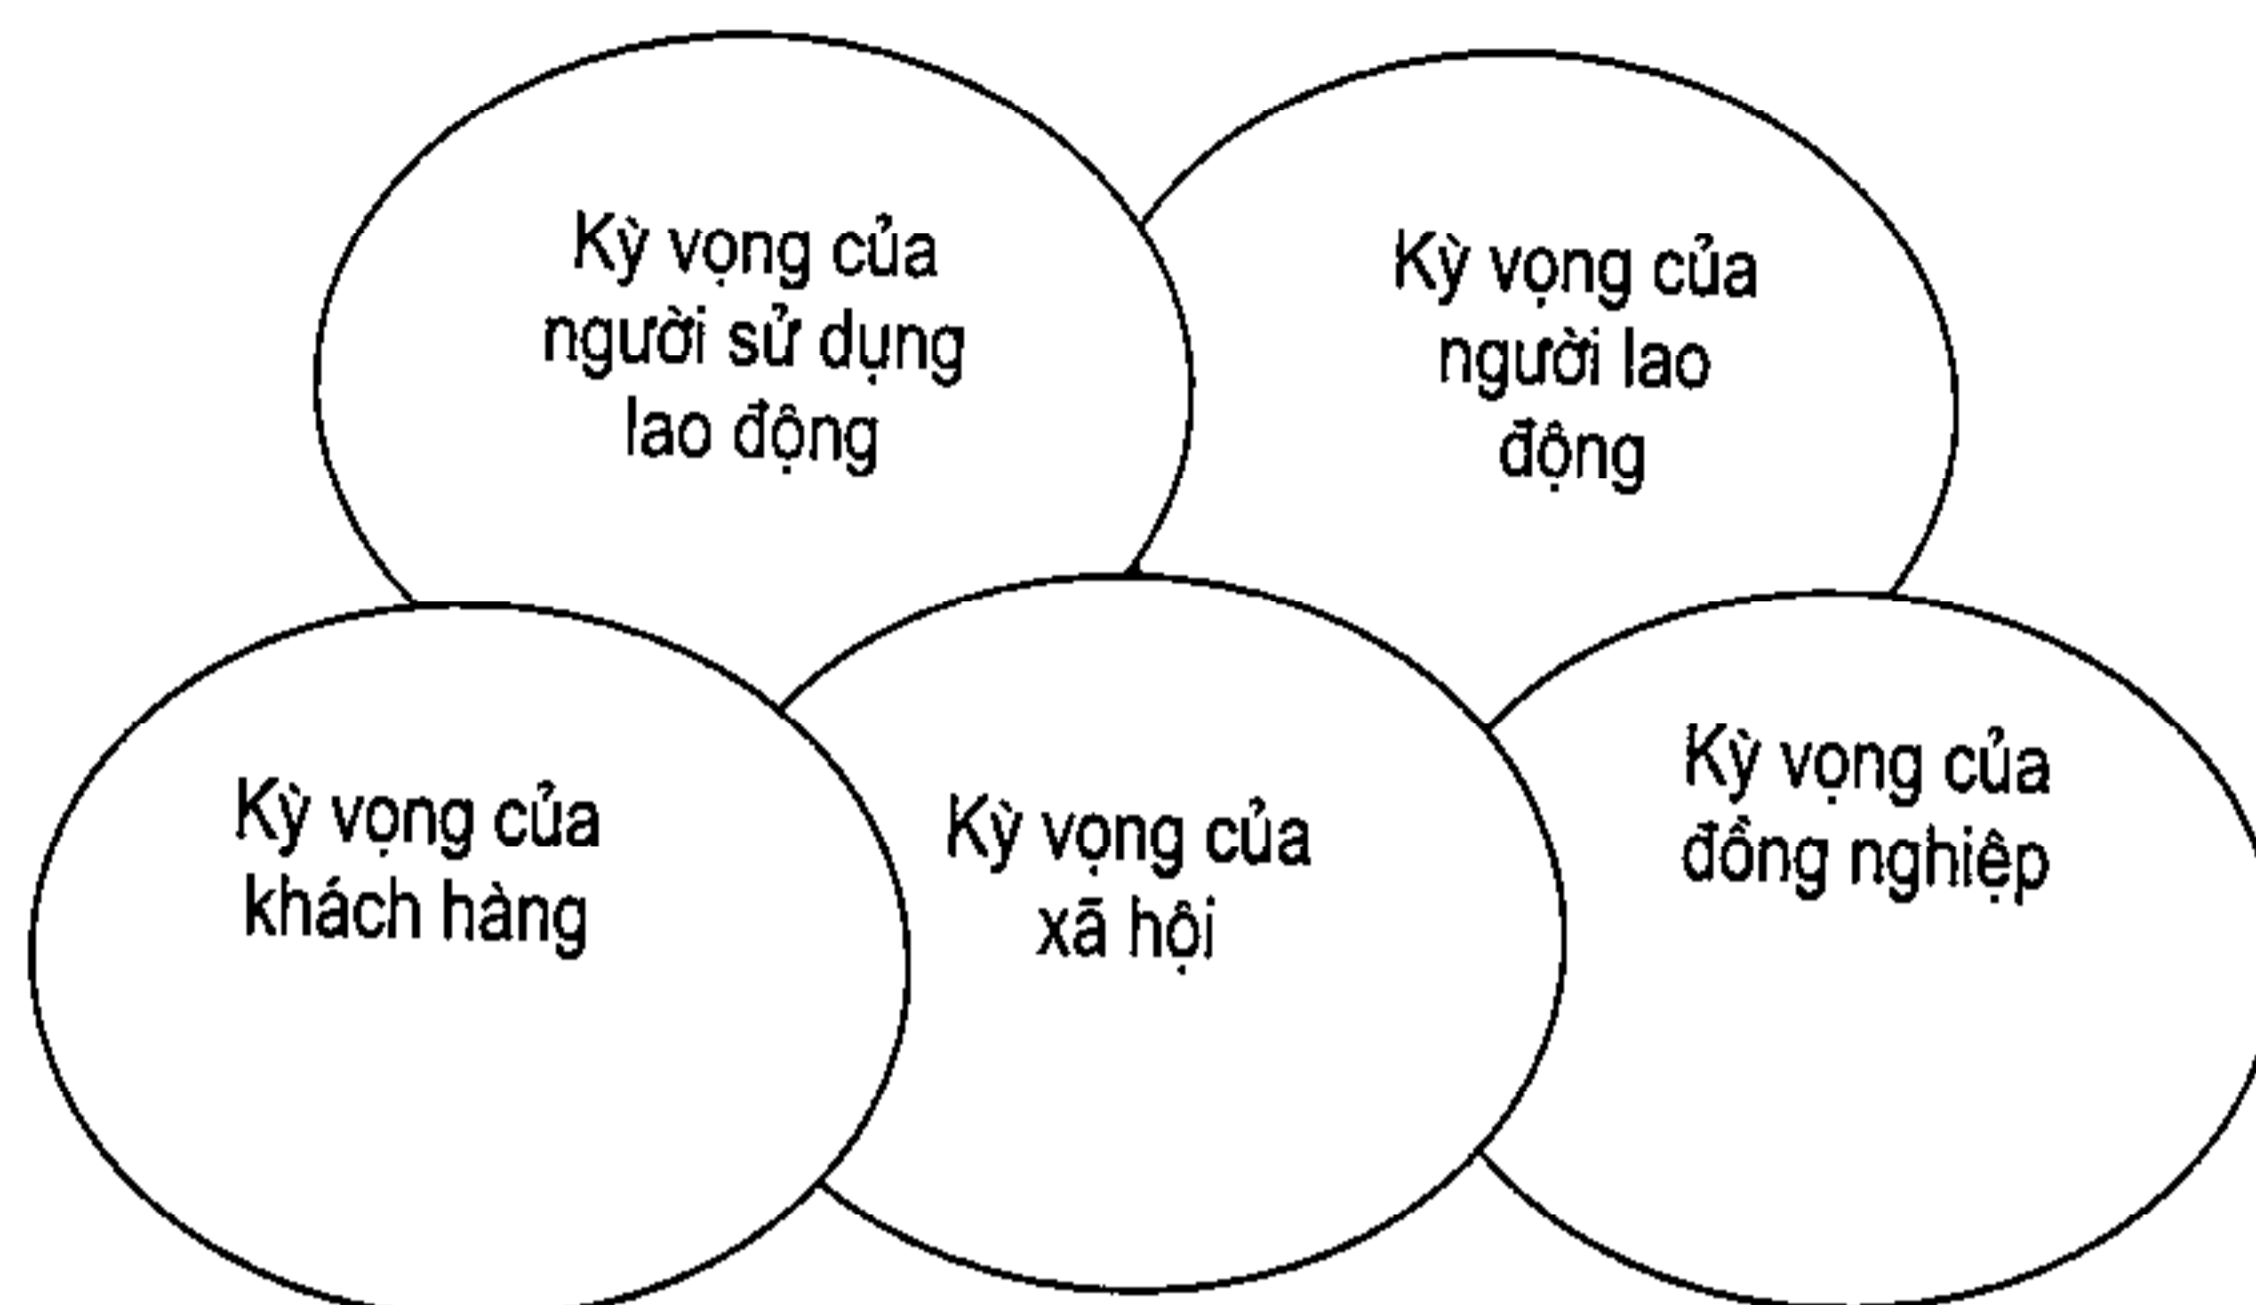 Kỳ vọng của
người sử dụng
lao động
Kỳ vọng của
người lao
động
Kỳ vọng của
khách hàng
Kỳ vọng của
xã hội
Kỳ vọng của
đồng nghiệp